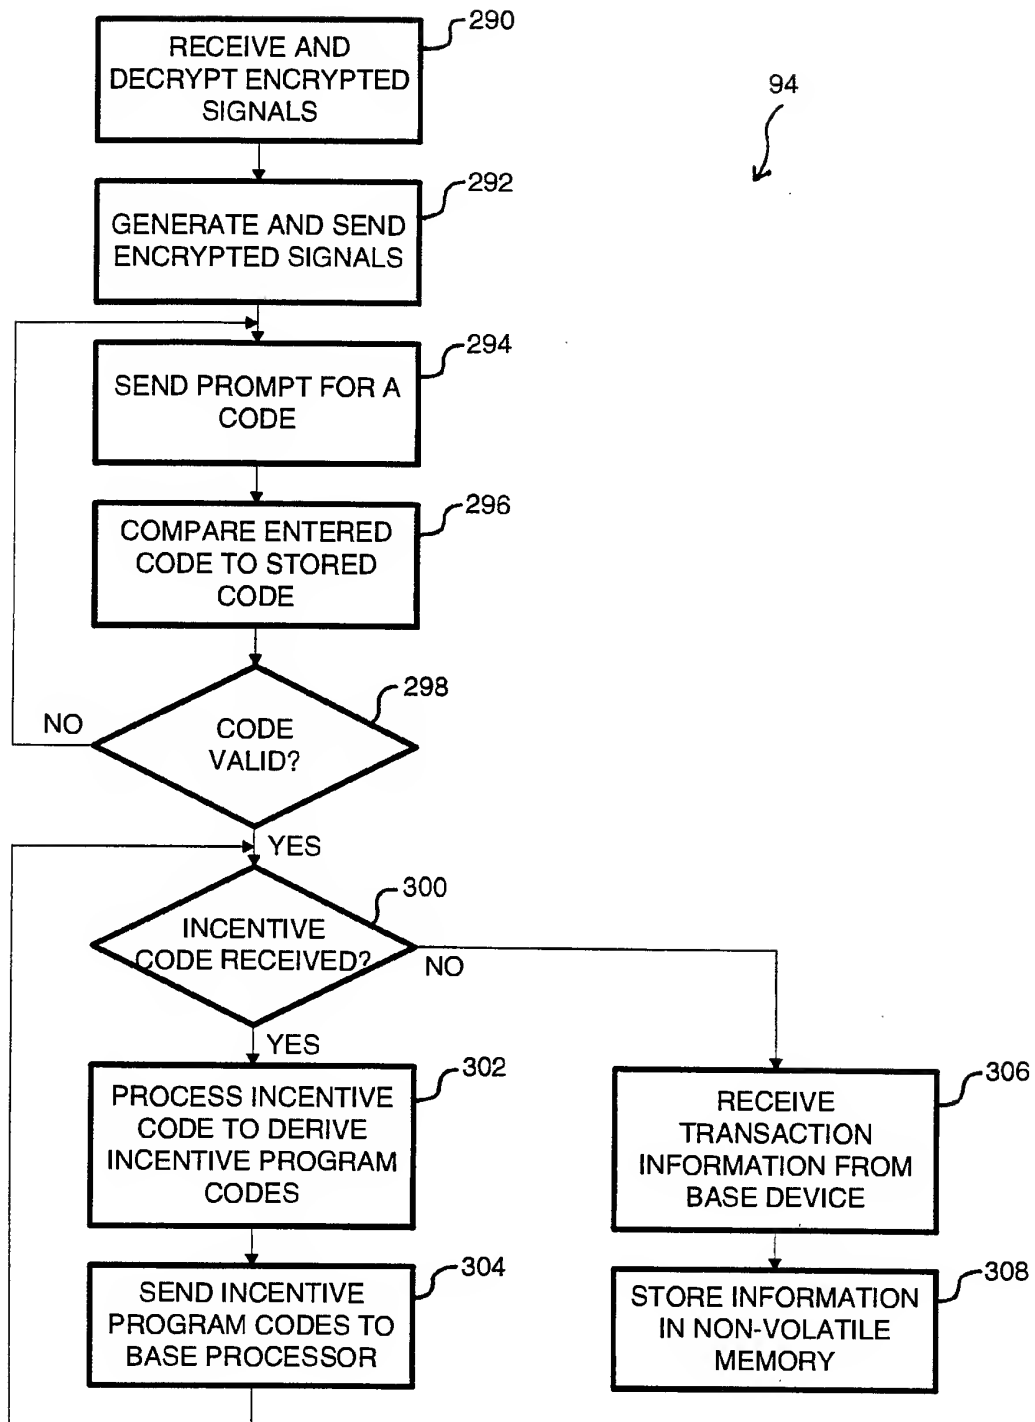 290
RECEIVE AND
DECRYPT ENCRYPTED
SIGNALS
94
292
GENERATE AND SEND
ENCRYPTED SIGNALS
294
SEND PROMPT FOR A
CODE
296
COMPARE ENTERED
CODE TO STORED
CODE
298
NO
CODE
VALID?
YES
300
INCENTIVE
CODE RECEIVED?
NO
YES
302
PROCESS INCENTIVE
CODE TO DERIVE
INCENTIVE PROGRAM
CODES
306
RECEIVE
TRANSACTION
INFORMATION FROM
BASE DEVICE
304
SEND INCENTIVE
PROGRAM CODES TO
BASE PROCESSOR
308
STORE INFORMATION
IN NON-VOLATILE
MEMORY